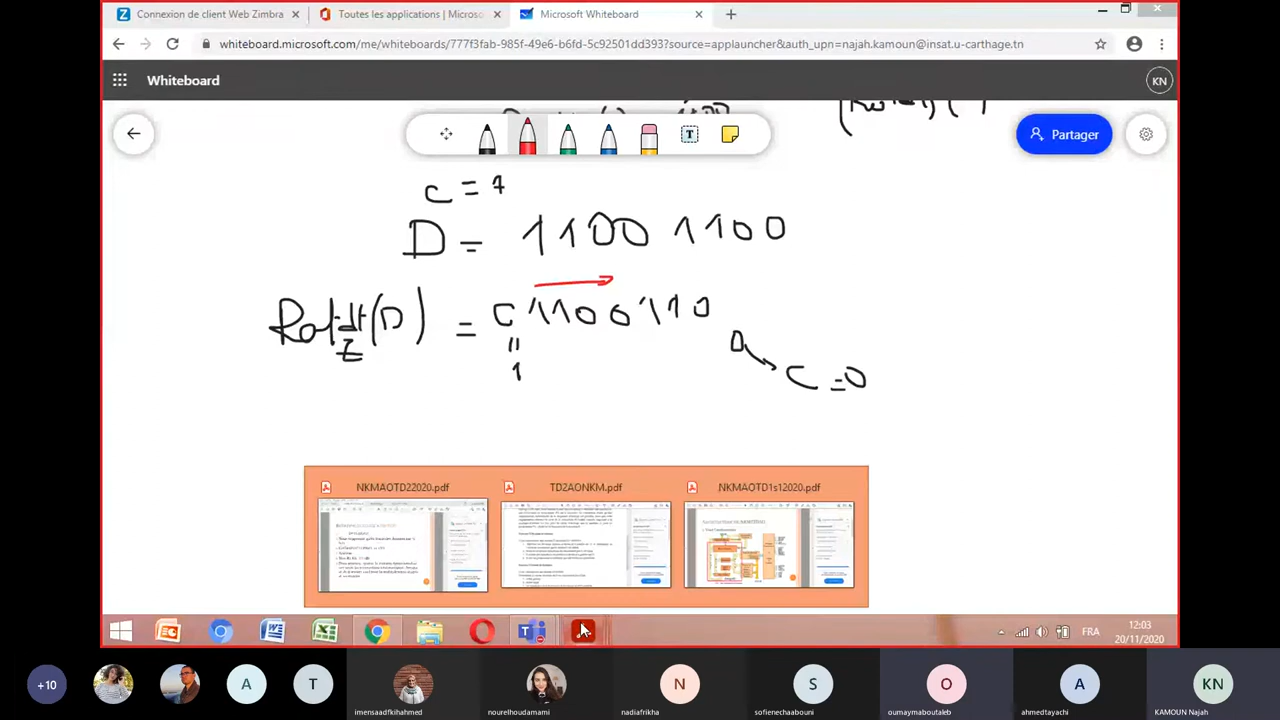 Connexion de client Web Zimbra
Toutes les applications | Microso
Microsoft Whiteboard
whiteboard.microsoft.com/me/whiteboards/777f3fab-985f-49e6-b6fd-5c92501dd393?source=applauncher&auth_upn=najah.kamoun@insat.u-carthage.tn
Whiteboard
KN
Partager
C = 1
D = 1100 1100
= C 1100110
"
1
0
C = 0
NKMAOTD22020.pdf
TD2AONKM.pdf
NKMAOTD1s12020.pdf
FRA
12:03
20/11/2020
+10
A
T
N
S
O
A
KN
imensaadfkihahmed
nourelhoudamami
nadiafrikha
sofienechaabouni
oumaymaboutaleb
ahmedtayachi
KAMOUN Najah